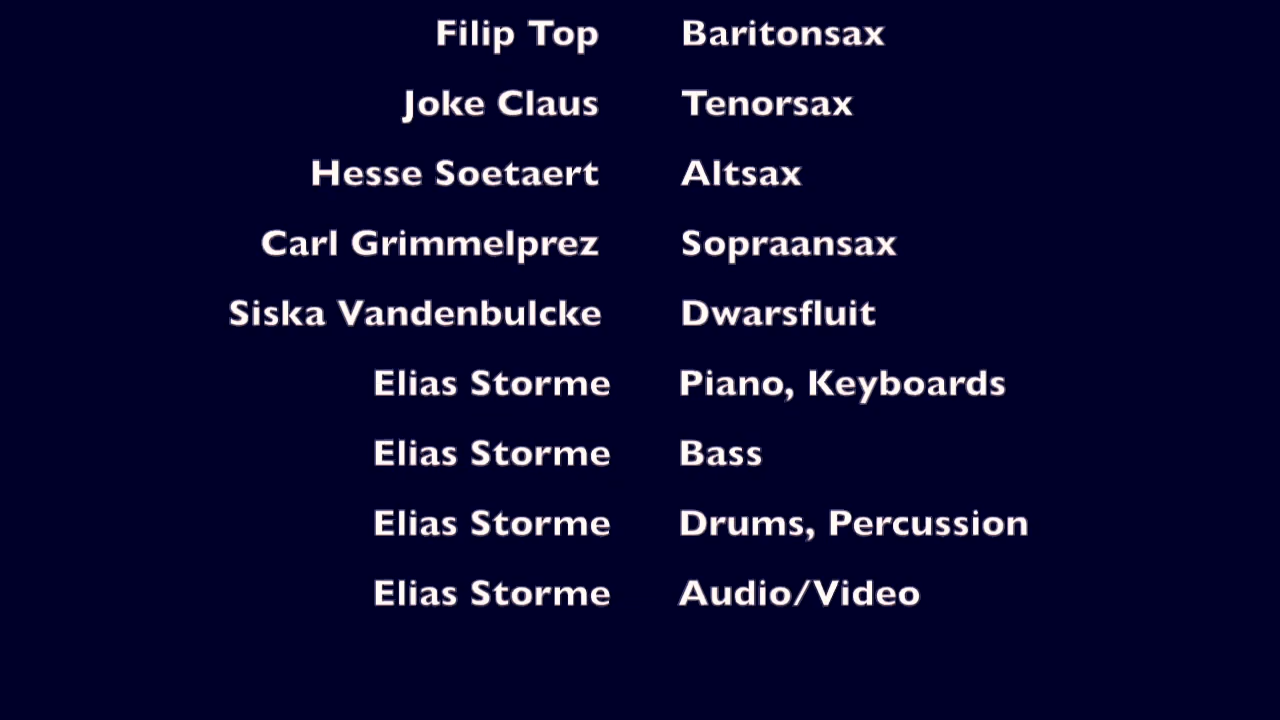 Filip Top Baritonsax
Joke Claus Tenorsax
Hesse Soetaert Altsax
Carl Grimmelprez Sopraansax
Siska Vandenbulcke Dwarsfluit
Elias Storme Piano, Keyboards
Elias Storme Bass
Elias Storme Drums, Percussion
Elias Storme Audio/Video